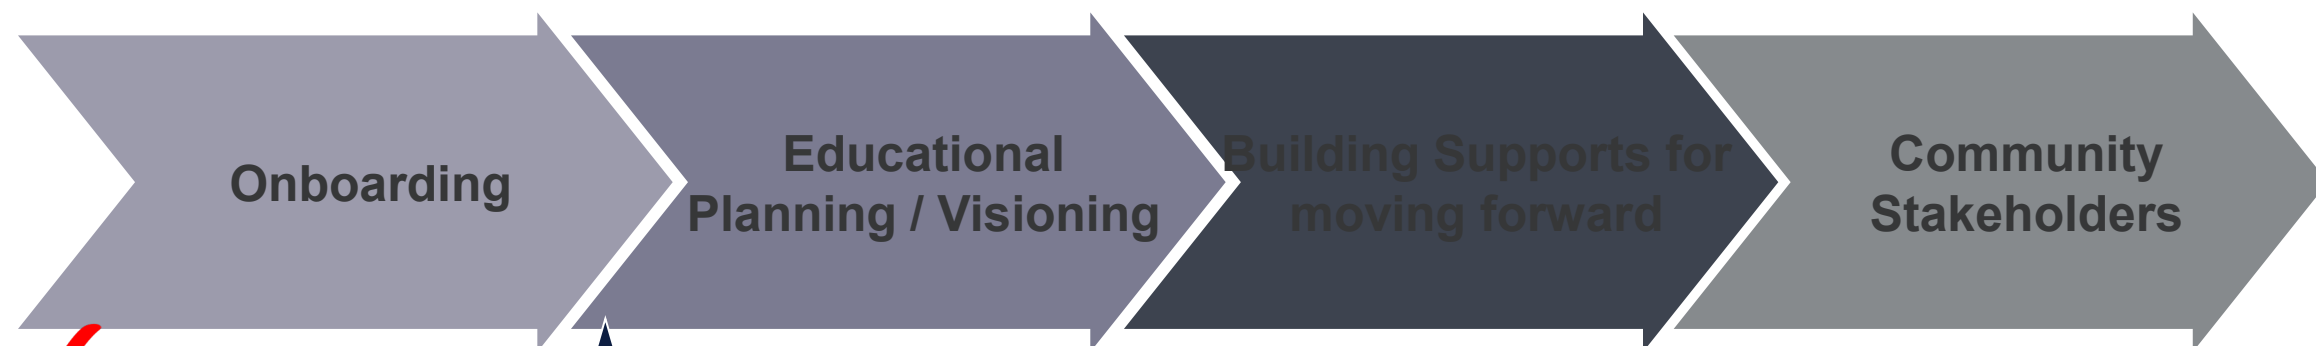 Onboarding
Educational
Planning / Visioning
Building Supports for
moving forward
Community
Stakeholders